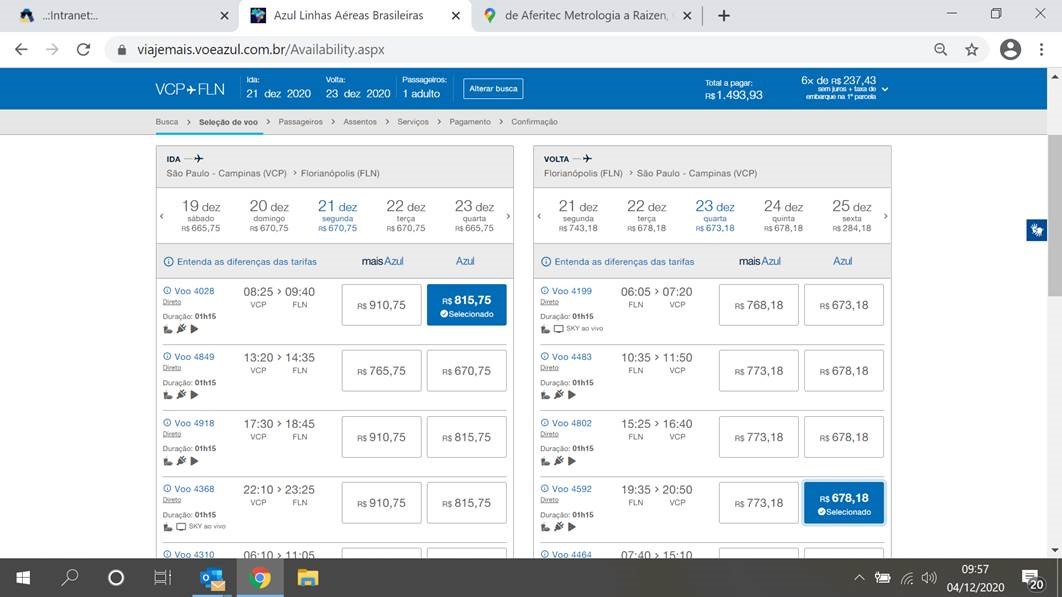 ..:Intranet:..
Azul Linhas Aéreas Brasileiras
de Aferitec Metrologia a Raizen,
viajemais.voeazul.com.br/Availability.aspx
VCP FLN
Ida:
21 dez 2020
Volta:
23 dez 2020
Passageiros:
1 adulto
Alterar busca
Total a pagar:
R$ 1.493,93
6x de R$ 237,43
sem juros + taxa de
embarque na 1ª parcela
Busca > Seleção de voo > Passageiros > Assentos > Serviços > Pagamento > Confirmação
IDA
São Paulo - Campinas (VCP) > Florianópolis (FLN)
19 dez
sábado
R$ 665,75
20 dez
domingo
R$ 670,75
21 dez
segunda
R$ 670,75
22 dez
terça
R$ 670,75
23 dez
quarta
R$ 665,75
Entenda as diferenças das tarifas maisAzul Azul
Voo 4028 08:25 > 09:40
Direto VCP FLN
Duração: 01h15
R$ 910,75
R$ 815,75
Selecionado
Voo 4849 13:20 > 14:35
Direto VCP FLN
Duração: 01h15
R$ 765,75
R$ 670,75
Voo 4918 17:30 > 18:45
Direto VCP FLN
Duração: 01h15
R$ 910,75
R$ 815,75
Voo 4368 22:10 > 23:25
Direto VCP FLN
Duração: 01h15
SKY ao vivo
R$ 910,75
R$ 815,75
Voo 4310 06:10 > 11:05
VOLTA
Florianópolis (FLN) > São Paulo - Campinas (VCP)
21 dez
segunda
R$ 743,18
22 dez
terça
R$ 678,18
23 dez
quarta
R$ 673,18
24 dez
quinta
R$ 678,18
25 dez
sexta
R$ 284,18
Entenda as diferenças das tarifas maisAzul Azul
Voo 4199 06:05 > 07:20
Direto FLN VCP
Duração: 01h15
SKY ao vivo
R$ 768,18
R$ 673,18
Voo 4483 10:35 > 11:50
Direto FLN VCP
Duração: 01h15
R$ 773,18
R$ 678,18
Voo 4802 15:25 > 16:40
Direto FLN VCP
Duração: 01h15
R$ 773,18
R$ 678,18
Voo 4592 19:35 > 20:50
Direto FLN VCP
Duração: 01h15
R$ 773,18
R$ 678,18
Selecionado
Voo 4464 07:40 > 15:10
09:57
04/12/2020
20